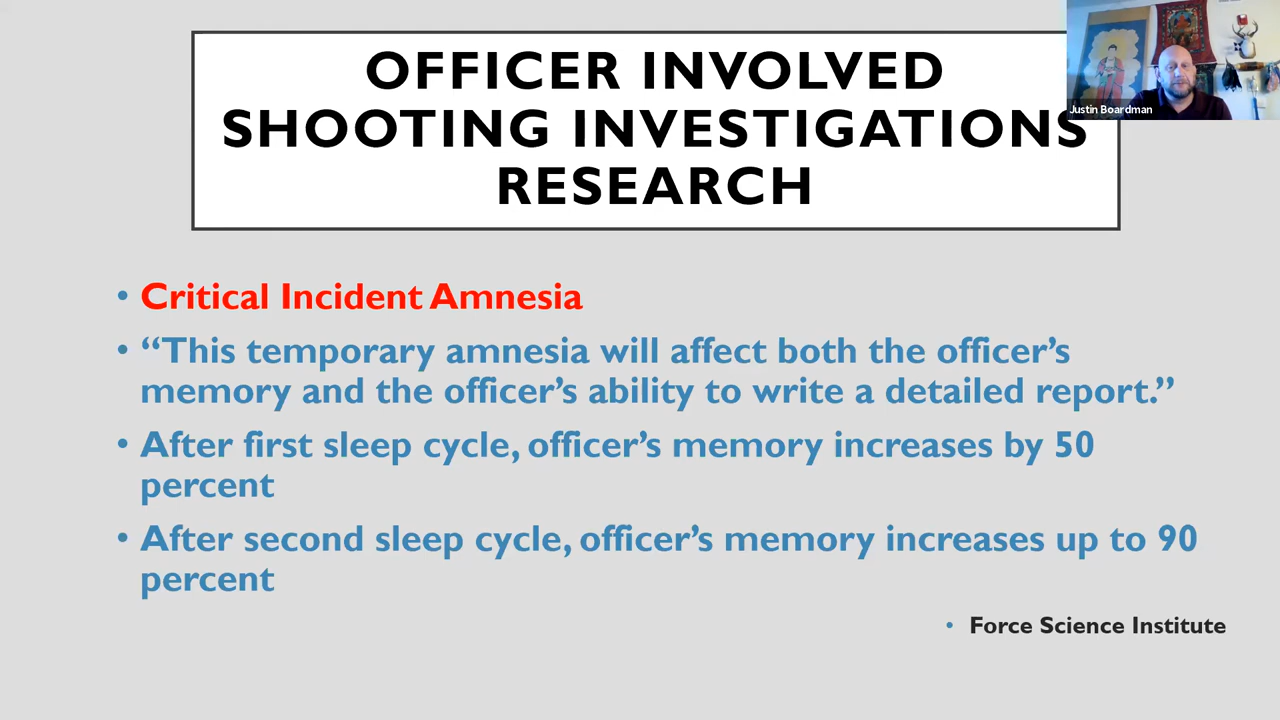 OFFICER INVOLVED
SHOOTING INVESTIGATIONS
RESEARCH
Justin Boardman
• Critical Incident Amnesia
• “This temporary amnesia will affect both the officer’s
memory and the officer’s ability to write a detailed report.”
• After first sleep cycle, officer’s memory increases by 50
percent
• After second sleep cycle, officer’s memory increases up to 90
percent
• Force Science Institute